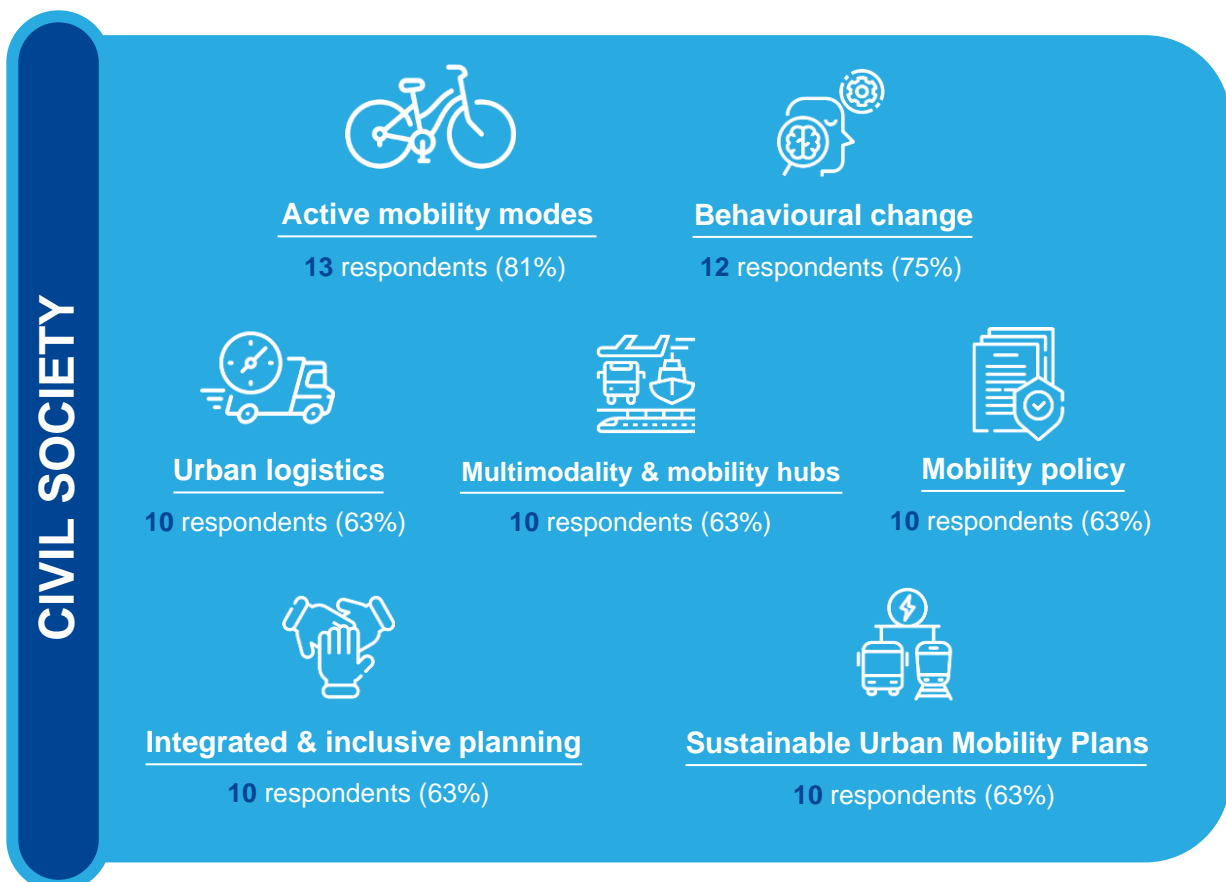 CIVIL SOCIETY
Active mobility modes
13 respondents (81%)
Behavioural change
12 respondents (75%)
Urban logistics
10 respondents (63%)
Multimodality & mobility hubs
10 respondents (63%)
Mobility policy
10 respondents (63%)
Integrated & inclusive planning
10 respondents (63%)
Sustainable Urban Mobility Plans
10 respondents (63%)